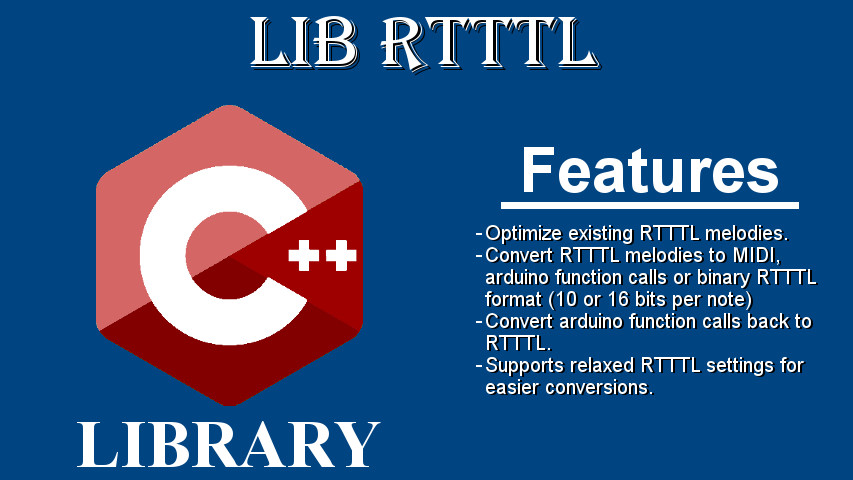 LIB RTTTL
C++
LIBRARY
Features
-Optimize existing RTTTL melodies.
-Convert RTTTL melodies to MIDI,
arduino function calls or binary RTTTL
format (10 or 16 bits per note)
-Convert arduino function calls back to
RTTTL.
-Supports relaxed RTTTL settings for
easier conversions.